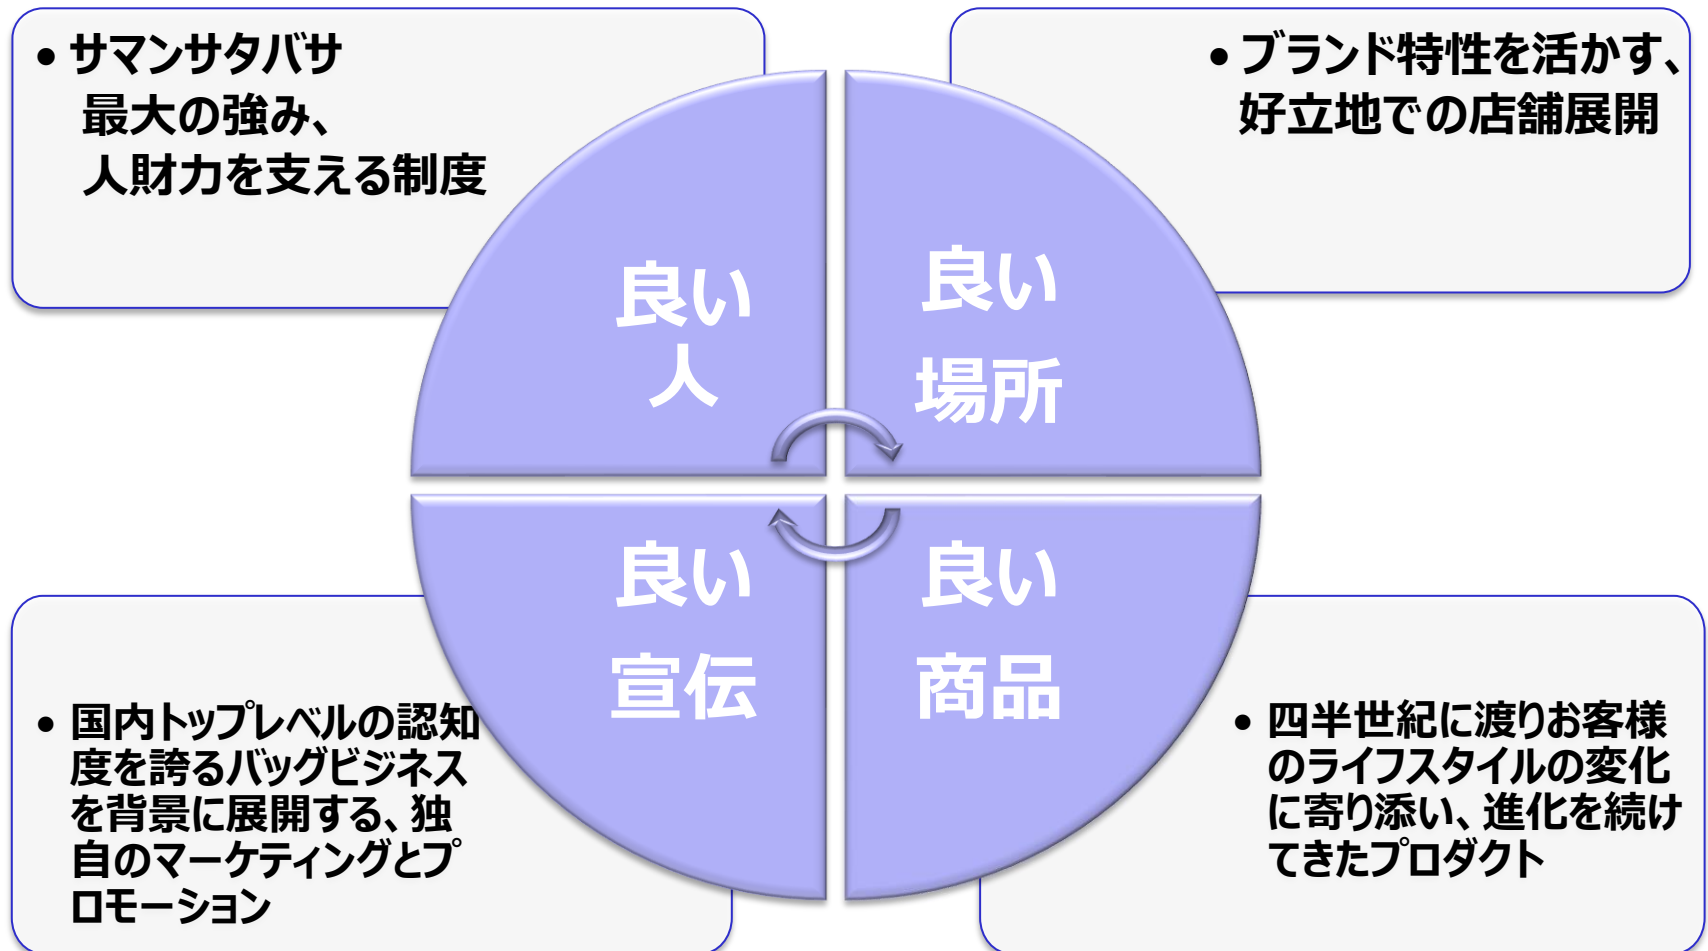 • サマンサタバサ
最大の強み、
人財力を支える制度
• ブランド特性を活かす、
好立地での店舗展開
良い
人
良い
場所
良い
宣伝
良い
商品
• 国内トップレベルの認知
度を誇るバッグビジネス
を背景に展開する、独
自のマーケティングとプ
ロモーション
• 四半世紀に渡りお客様
のライフスタイルの変化
に寄り添い、進化を続け
てきたプロダクト